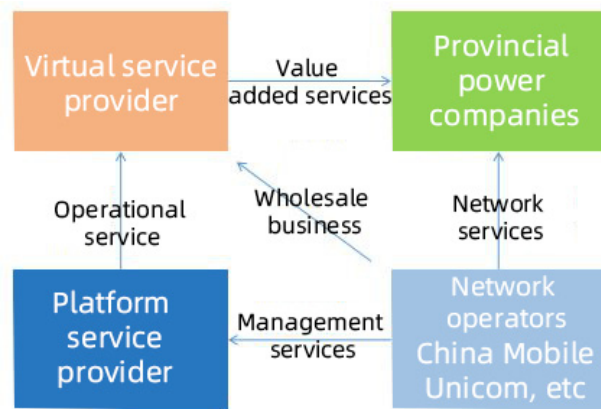 Virtual service
provider
Value
added services
Provincial
power
companies
Operational
service
Wholesale
business
Network
services
Platform
service
provider
Management
services
Network
operators
China Mobile
Unicom, etc